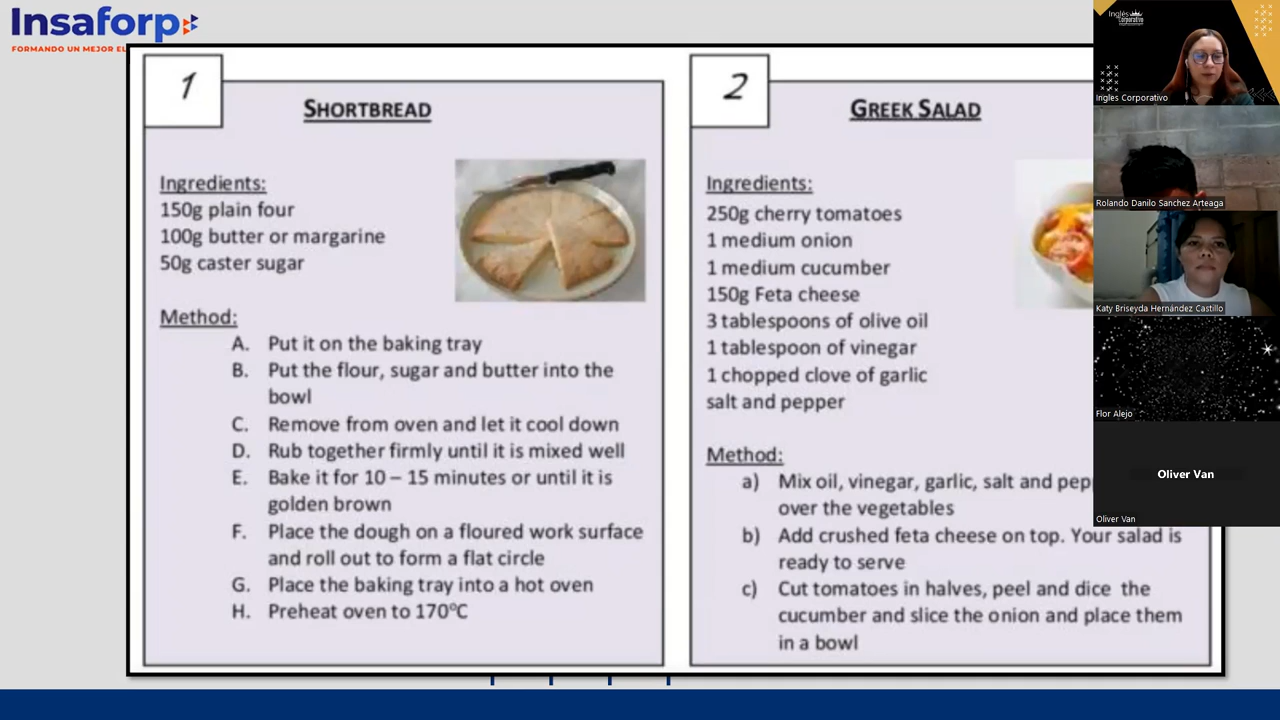 Insaforp
FORMANDO UN MEJOR EL
1
SHORTBREAD
Ingredients:
150g plain four
100g butter or margarine
50g caster sugar
Method:
A. Put it on the baking tray
B. Put the flour, sugar and butter into the
bowl
C. Remove from oven and let it cool down
D. Rub together firmly until it is mixed well
E. Bake it for 10 – 15 minutes or until it is
golden brown
F. Place the dough on a floured work surface
and roll out to form a flat circle
G. Place the baking tray into a hot oven
H. Preheat oven to 170°C
2
GREEK SALAD
Ingredients:
250g cherry tomatoes
1 medium onion
1 medium cucumber
150g Feta cheese
3 tablespoons of olive oil
1 tablespoon of vinegar
1 chopped clove of garlic
salt and pepper
Method:
a) Mix oil, vinegar, garlic, salt and pep
over the vegetables
b) Add crushed feta cheese on top. Your salad is
ready to serve
c) Cut tomatoes in halves, peel and dice the
cucumber and slice the onion and place them
in a bowl
Inglés
Corporativo
Ingles Corporativo
Rolando Danilo Sanchez Arteaga
Katy Briseyda Hernández Castillo
Flor Alejo
Oliver Van
Oliver Van